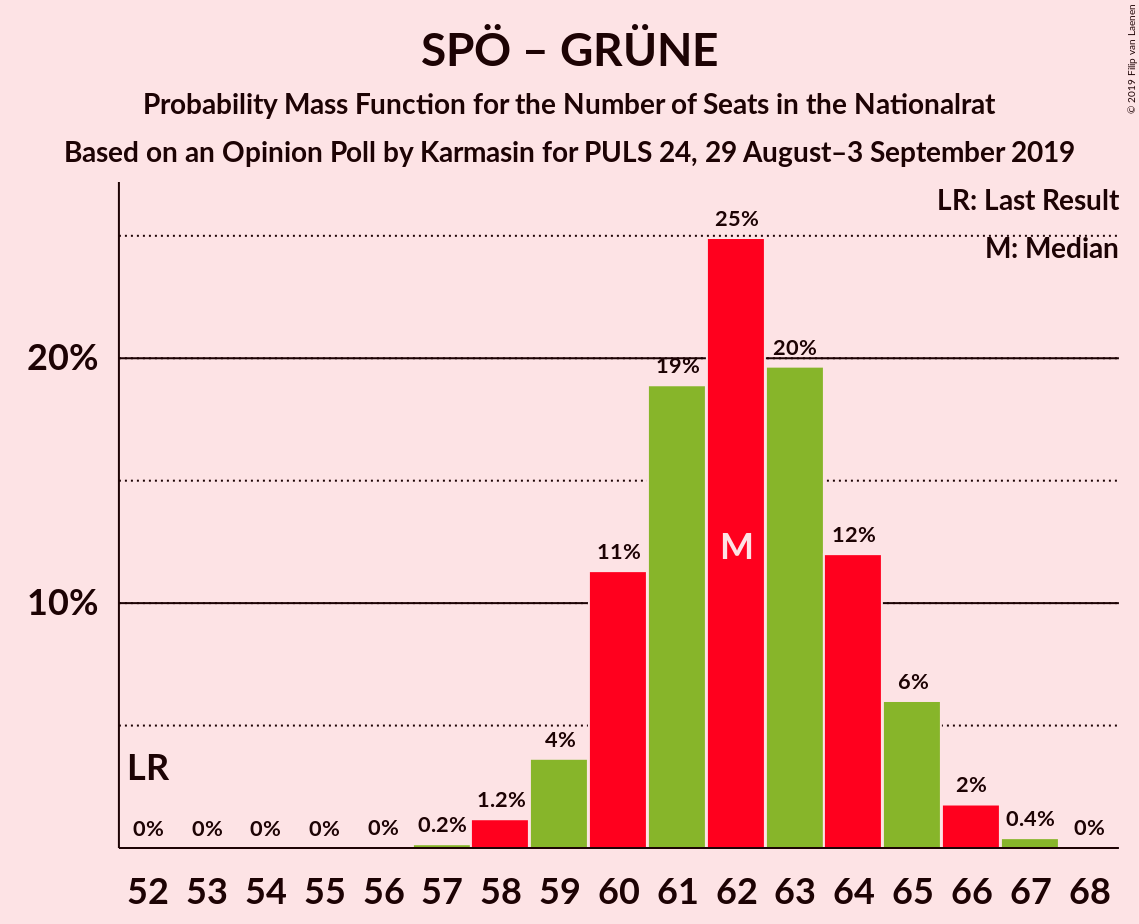 SPÖ – GRÜNE
Probability Mass Function for the Number of Seats in the Nationalrat
Based on an Opinion Poll by Karmasin for PULS 24, 29 August–3 September 2019
© 2019 Filip van Laenen
LR: Last Result
M: Median
20%
10%
LR
0%
0%
0%
0%
0%
0.2%
1.2%
4%
11%
19%
25%
M
20%
12%
6%
2%
0.4%
0%
52 53 54 55 56 57 58 59 60 61 62 63 64 65 66 67 68